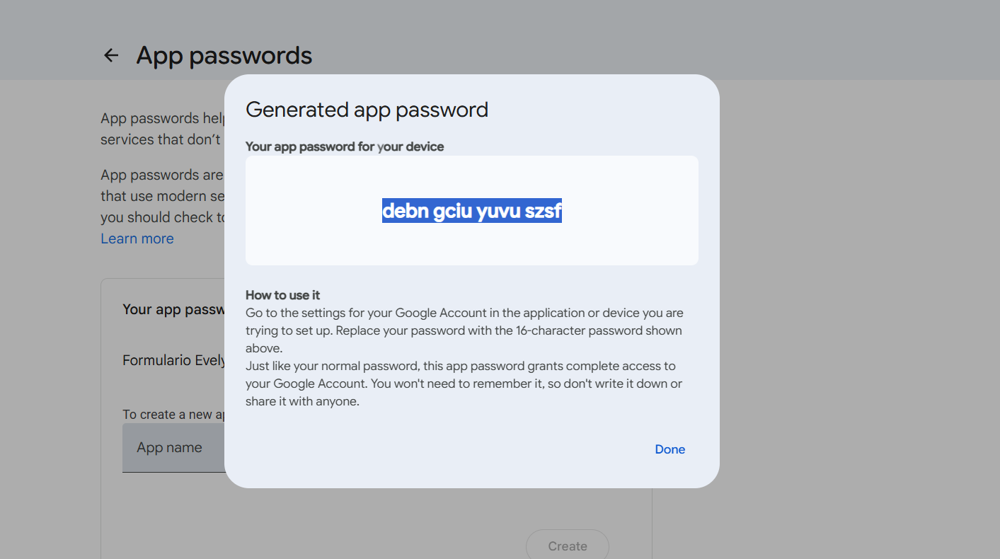 App passwords
App passwords help
services that don't
App passwords are
that use modern se
you should check to
Learn more
Your app passw
Formulario Evely
To create a new ap
App name
Create
Generated app password
Your app password for your device
debn gciu yuvu szsf
How to use it
Go to the settings for your Google Account in the application or device you are
trying to set up. Replace your password with the 16-character password shown
above.
Just like your normal password, this app password grants complete access to
your Google Account. You won't need to remember it, so don't write it down or
share it with anyone.
Done